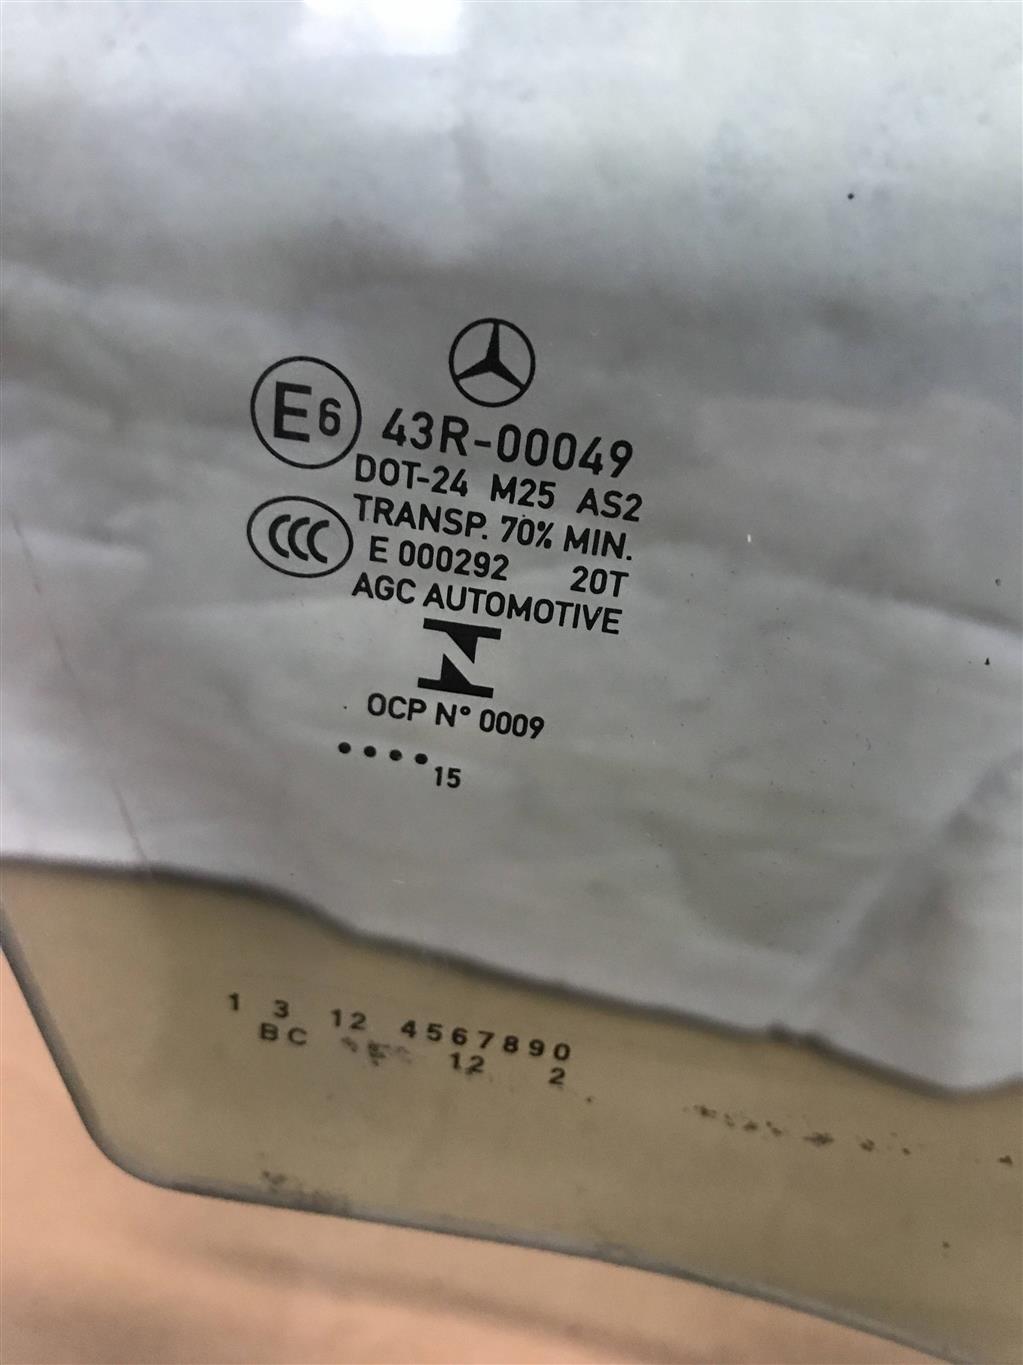 E6 43R-00049
DOT-24 M25 AS2
CCC TRANSP. 70% MIN.
E 000292 20T
AGC AUTOMOTIVE
OCP N° 0009
....15
1 3 12 4567890
BC 12 2